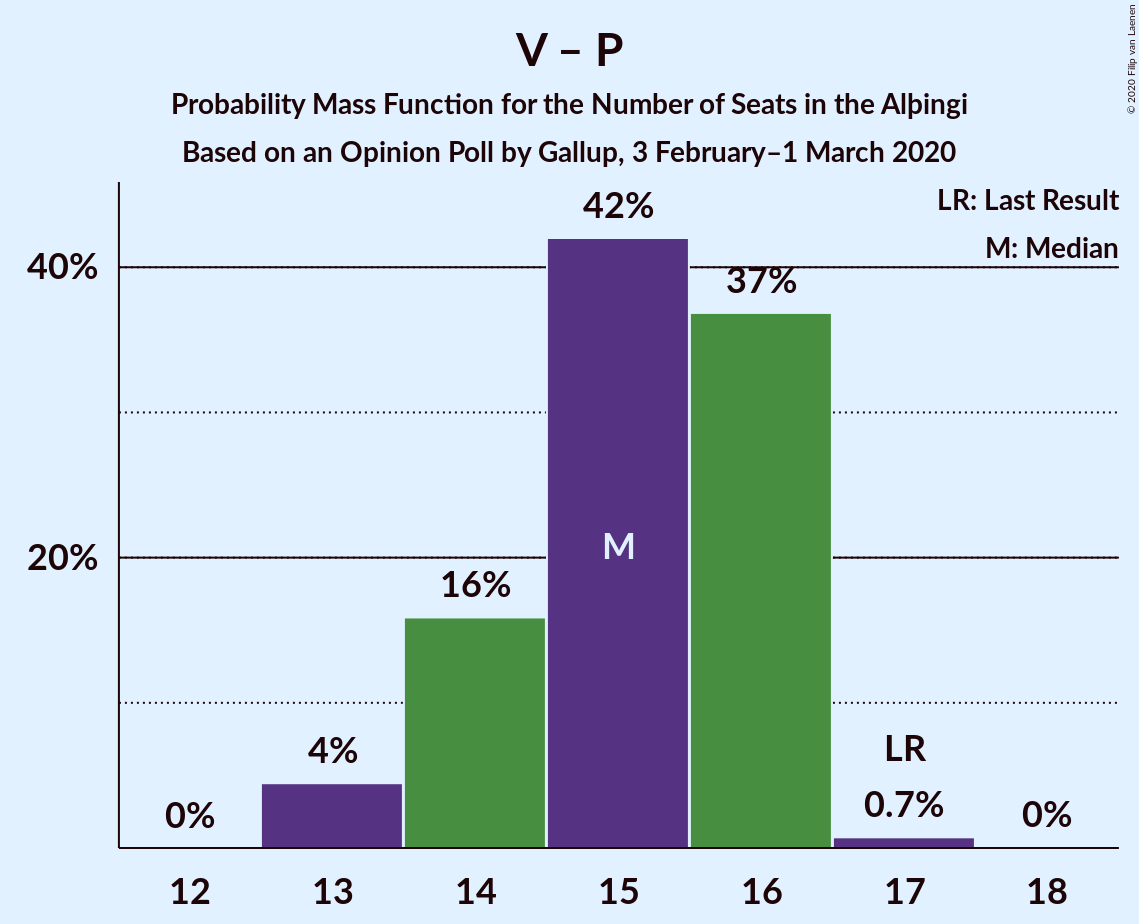 V – P
Probability Mass Function for the Number of Seats in the Alþingi
Based on an Opinion Poll by Gallup, 3 February–1 March 2020
© 2020 Filip van Laenen
LR: Last Result
M: Median
42%
40%
37%
M
20%
16%
4%
LR
0.7%
0%
0%
12 13 14 15 16 17 18